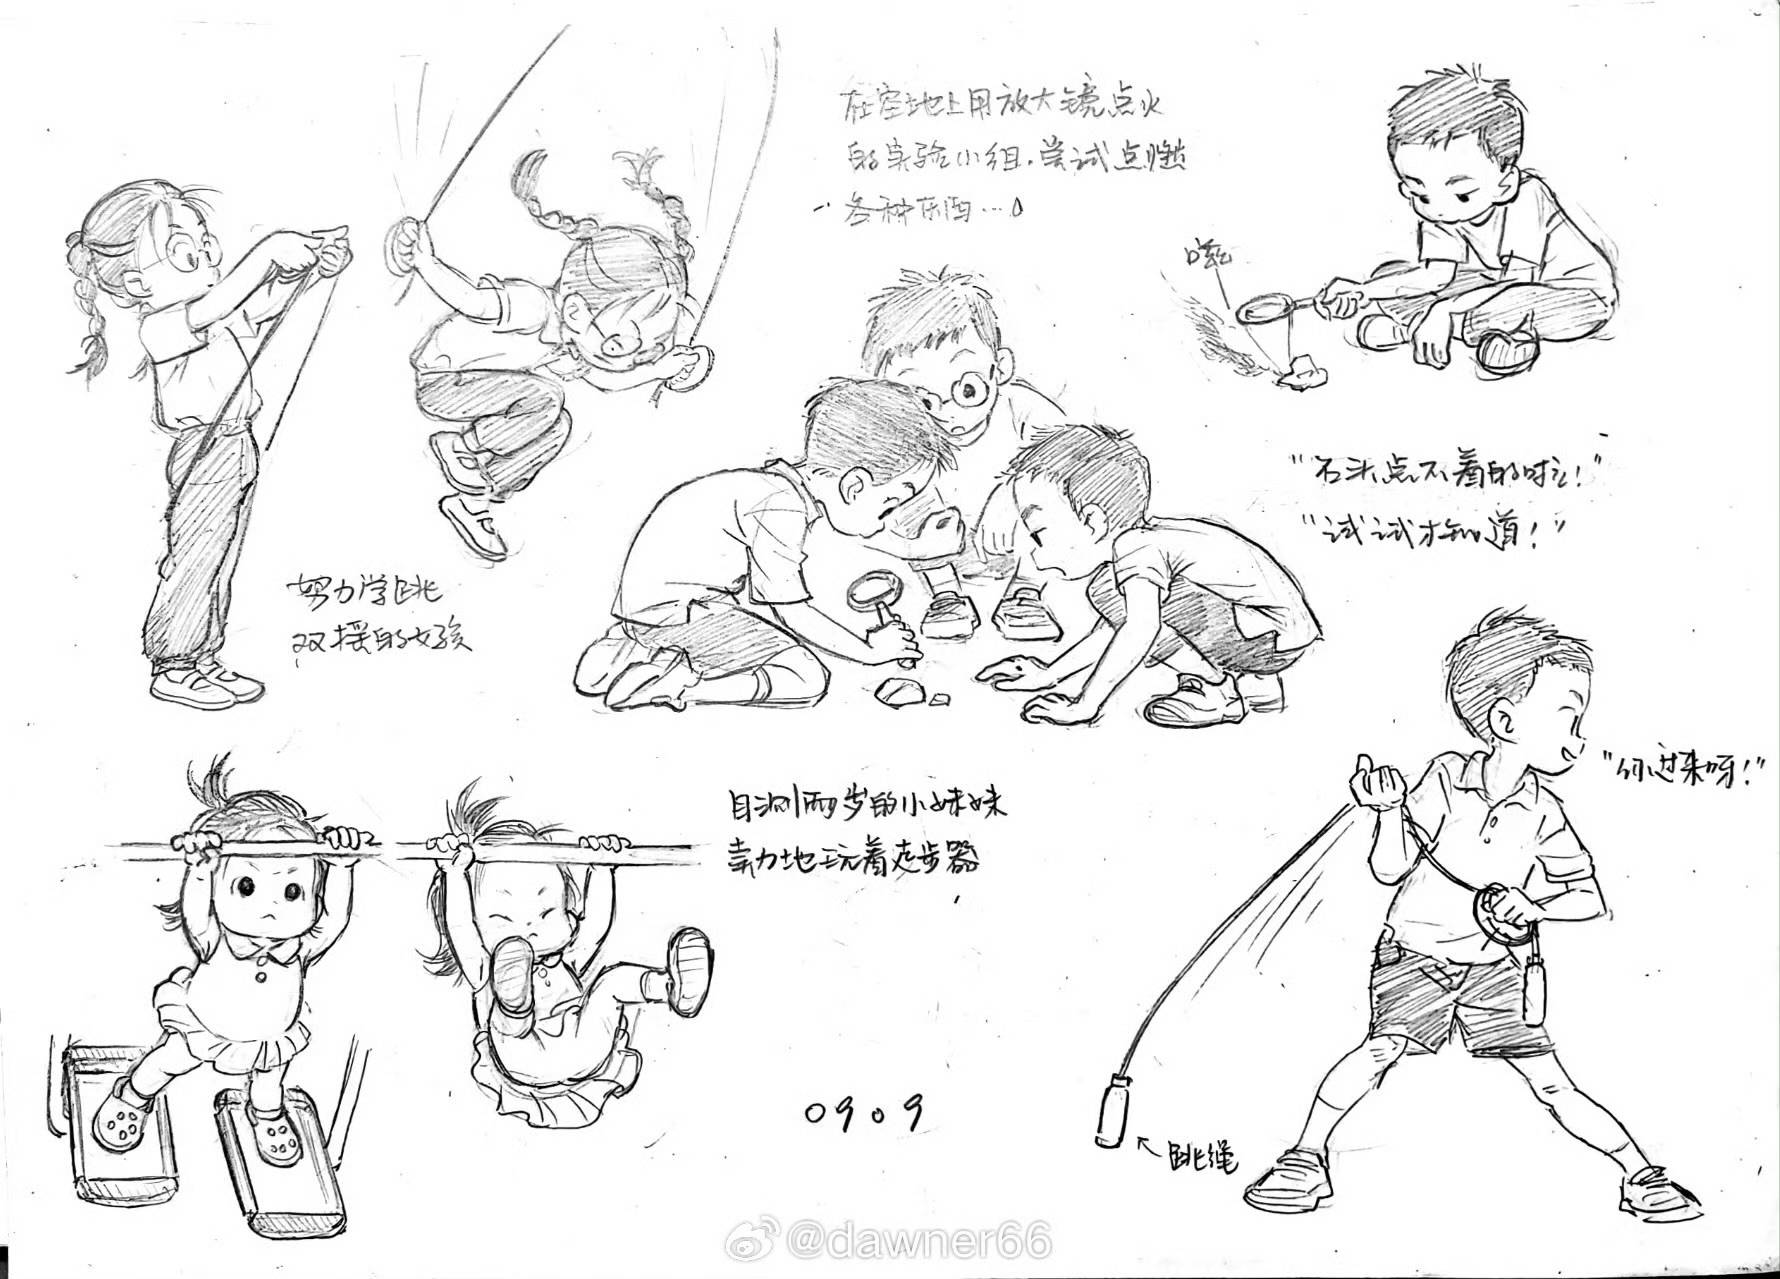 在空地上用放大镜点火
的实验小组，尝试点燃
各种东西…
"石头点不着的吧！"
"试试才知道！"
努力学跳
双摇的女孩
"你过来呀！"
目测两岁的小妹妹
卖力地玩着走步器
0909
跳绳
@dawner66